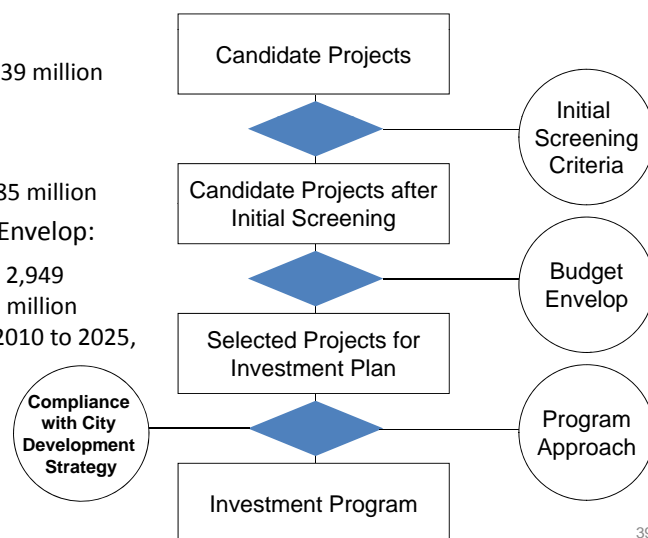 39 million
35 million
Envelop:
2,949
million
2010 to 2025,
Candidate Projects
Initial
Screening
Criteria
Candidate Projects after
Initial Screening
Budget
Envelop
Selected Projects for
Investment Plan
Compliance
with City
Development
Strategy
Program
Approach
Investment Program
39